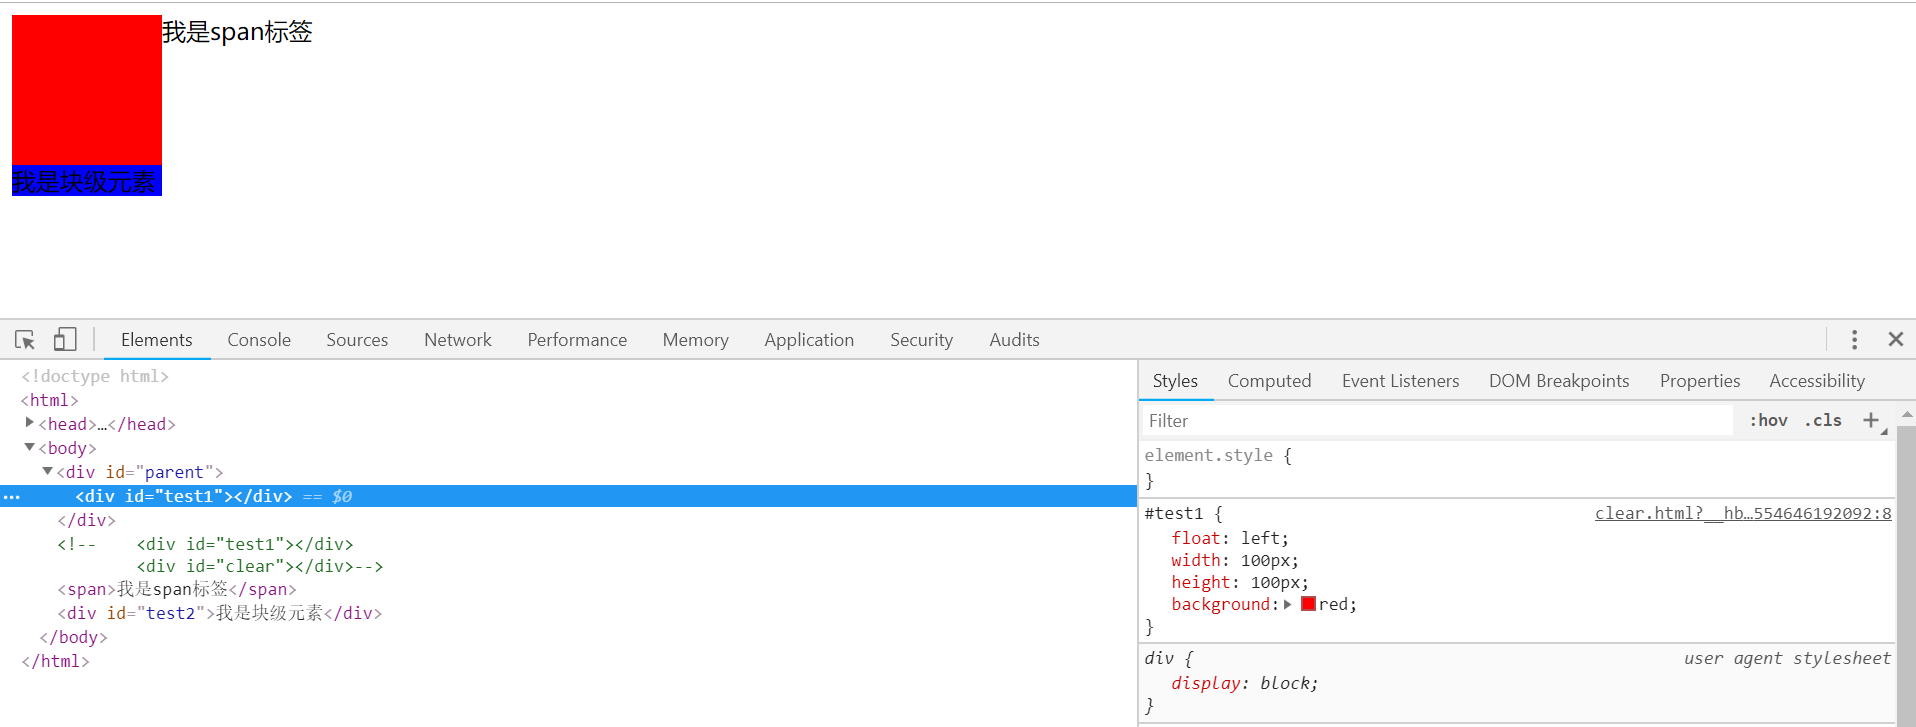 我是span标签
我是块级元素
Elements Console Sources Network Performance Memory Application Security Audits
<!doctype html>
<html>
<head>…</head>
<body>
<div id="parent">
… <div id="test1"></div> == $0
</div>
<!-- <div id="test1"></div>
<div id="clear"></div>-->
<span>我是span标签</span>
<div id="test2">我是块级元素</div>
</body>
</html>
Styles Computed Event Listeners DOM Breakpoints Properties Accessibility
Filter :hov .cls +
element.style {
}
#test1 { clear.html?__hb…554646192092:8
float: left;
width: 100px;
height: 100px;
background: red;
}
div { user agent stylesheet
display: block;
}